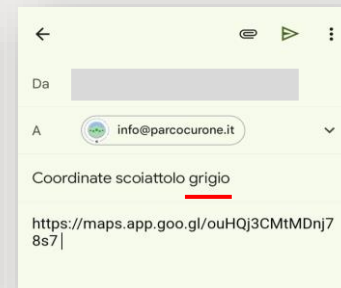 Da
A info@parcocurone.it
Coordinate scoiattolo grigio
https://maps.app.goo.gl/ouHQj3CMtMDnj7
8s7